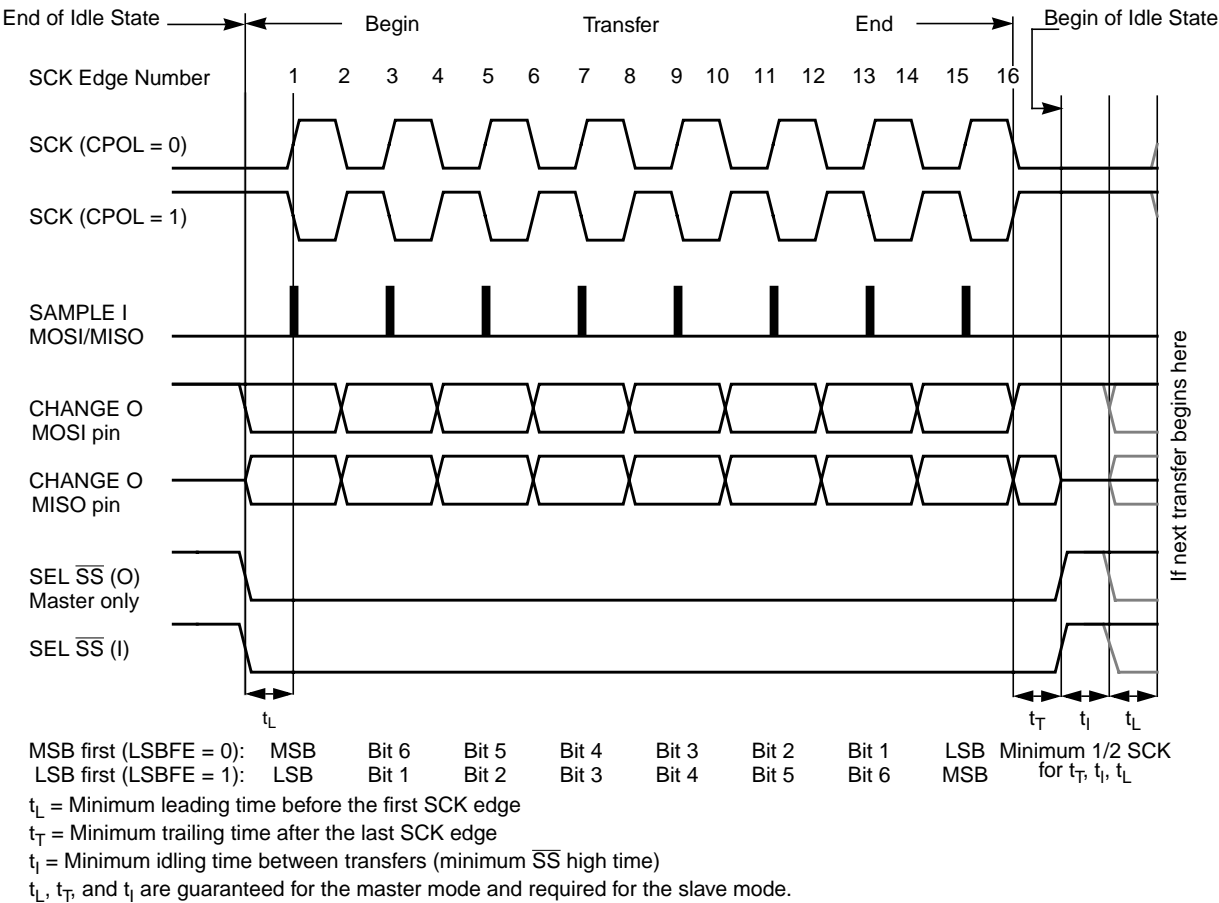 End of Idle State
Begin
Transfer
End
Begin of Idle State
SCK Edge Number
1 2 3 4 5 6 7 8 9 10 11 12 13 14 15 16
SCK (CPOL = 0)
SCK (CPOL = 1)
SAMPLE I
MOSI/MISO
CHANGE O
MOSI pin
CHANGE O
MISO pin
SEL S̅S̅ (O)
Master only
SEL S̅S̅ (I)
If next transfer begins here
tL
tT tI tL
MSB first (LSBFE = 0): MSB Bit 6 Bit 5 Bit 4 Bit 3 Bit 2 Bit 1 LSB Minimum 1/2 SCK
LSB first (LSBFE = 1): LSB Bit 1 Bit 2 Bit 3 Bit 4 Bit 5 Bit 6 MSB for tT, tI, tL
tL = Minimum leading time before the first SCK edge
tT = Minimum trailing time after the last SCK edge
tI = Minimum idling time between transfers (minimum S̅S̅ high time)
tL, tT, and tI are guaranteed for the master mode and required for the slave mode.